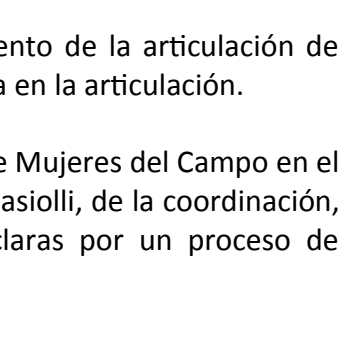 ento de la articulación de
a en la articulación.
e Mujeres del Campo en el
asiolli, de la coordinación,
claras por un proceso de